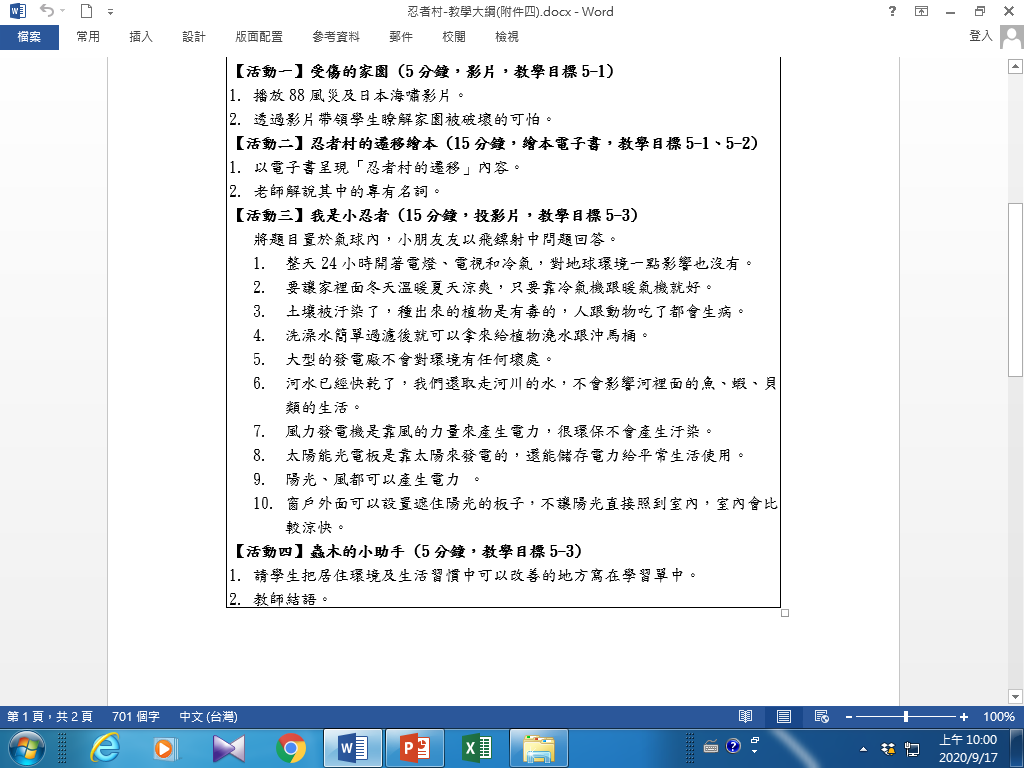 忍者村-教學大綱(附件四).docx - Word
檔案 常用 插入 設計 版面配置 參考資料 郵件 校閱 檢視 登入
【活動一】受傷的家園（5 分鐘，影片，教學目標 5-1）
1. 播放 88 風災及日本海嘯影片。
2. 透過影片帶領學生瞭解家園被破壞的可怕。
【活動二】忍者村的遷移繪本（15 分鐘，繪本電子書，教學目標 5-1、5-2）
1. 以電子書呈現「忍者村的遷移」內容。
2. 老師解說其中的專有名詞。
【活動三】我是小忍者（15 分鐘，投影片，教學目標 5-3）
將題目置於氣球內，小朋友友以飛鏢射中問題回答。
1. 整天 24 小時開著電燈、電視和冷氣，對地球環境一點影響也沒有。
2. 要讓家裡面冬天溫暖夏天涼爽，只要靠冷氣機跟暖氣機就好。
3. 土壤被汙染了，種出來的植物是有毒的，人跟動物吃了都會生病。
4. 洗澡水簡單過濾後就可以拿來給植物澆水跟沖馬桶。
5. 大型的發電廠不會對環境有任何壞處。
6. 河水已經快乾了，我們還取走河川的水，不會影響河裡面的魚、蝦、貝
類的生活。
7. 風力發電機是靠風的力量來產生電力，很環保不會產生汙染。
8. 太陽能光電板是靠太陽來發電的，還能儲存電力給平常生活使用。
9. 陽光、風都可以產生電力 。
10. 窗戶外面可以設置遮住陽光的板子，不讓陽光直接照到室內，室內會比
較涼快。
【活動四】蟲木的小助手（5 分鐘，教學目標 5-3）
1. 請學生把居住環境及生活習慣中可以改善的地方寫在學習單中。
2. 教師結語。
第 1 頁，共 2 頁 701 個字 中文 (台灣) 100%
上午 10:00
2020/9/17